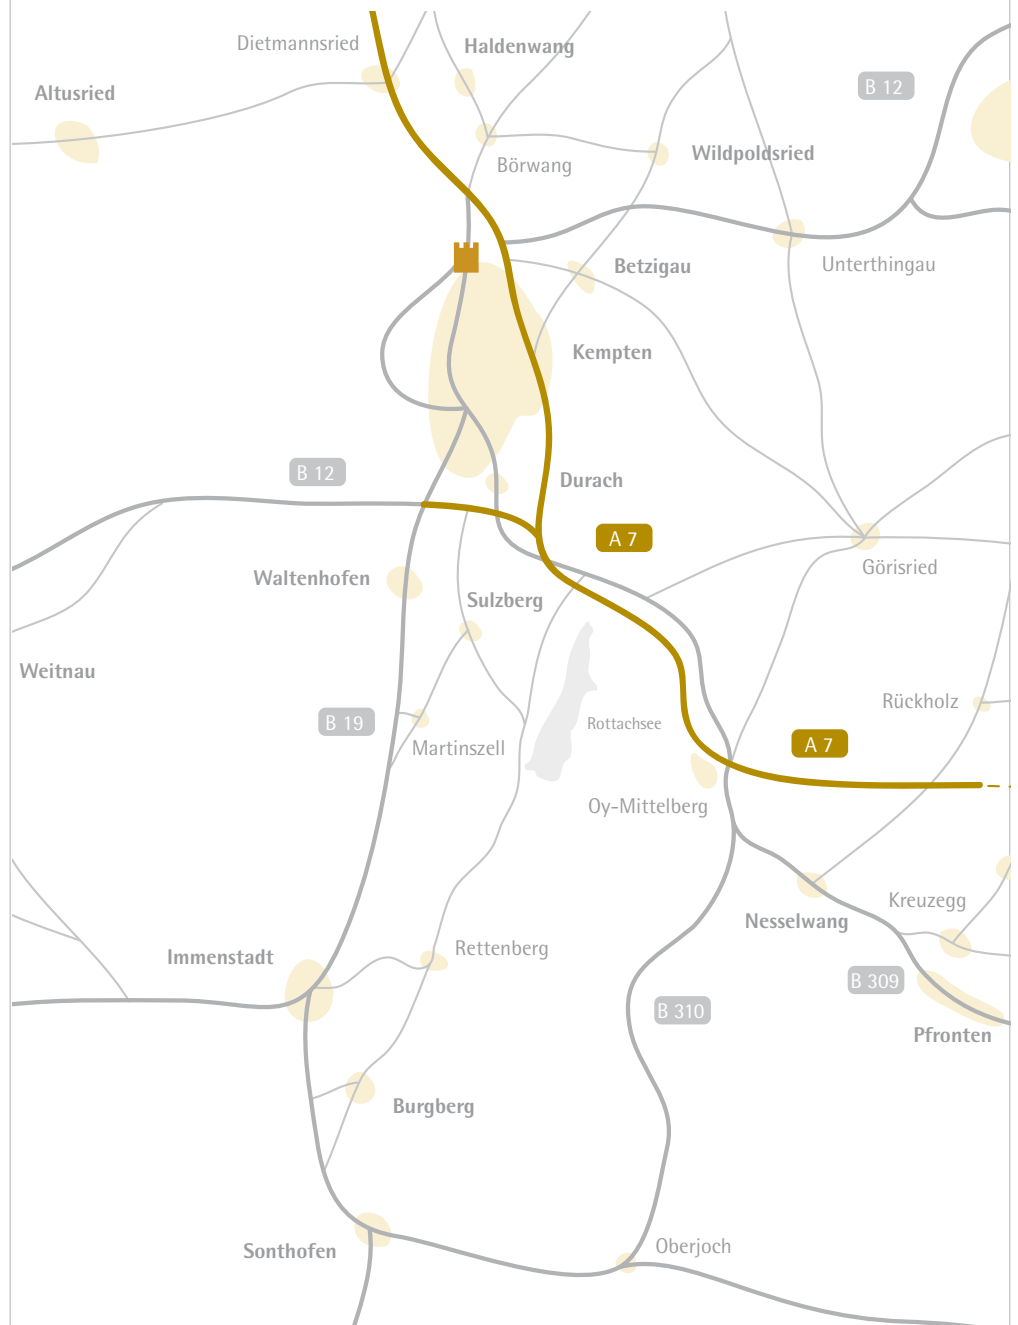 Dietmannsried
Haldenwang
B 12
Altusried
Wildpoldsried
Börwang
Betzigau
Unterthingau
Kempten
B 12
Durach
A 7
Görisried
Waltenhofen
Sulzberg
Weitnau
Rückholz
B 19
Rottachsee
Martinszell
A 7
Oy-Mittelberg
Kreuzegg
Nesselwang
Rettenberg
Immenstadt
B 309
B 310
Pfronten
Burgberg
Oberjoch
Sonthofen